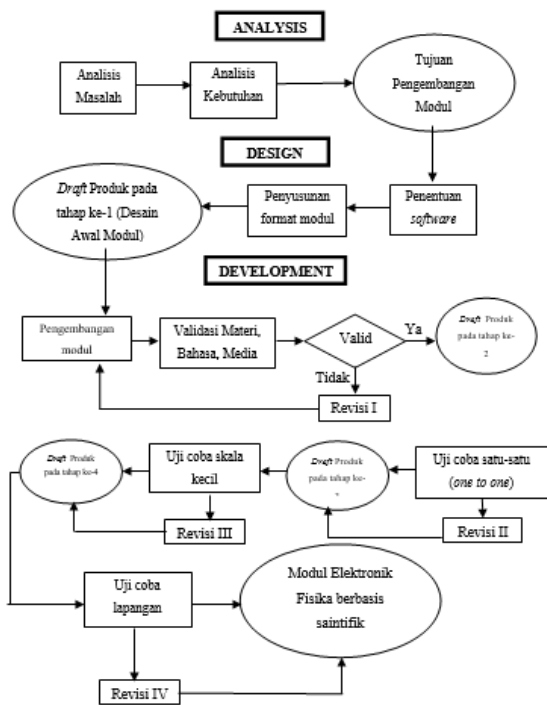 ANALYSIS
Analisis
Masalah
Analisis
Kebutuhan
Tujuan
Pengembangan
Modul
DESIGN
Draft Produk pada
tahap ke-1 (Desain
Awal Modul)
Penyusunan
format modul
Penentuan
software
DEVELOPMENT
Pengembangan
modul
Validasi Materi,
Bahasa, Media
Valid
Ya
Draft Produk
pada tahap ke-
2
Tidak
Revisi I
Draft Produk
pada tahap ke-4
Uji coba skala
kecil
Draft Produk
pada tahap ke-
Uji coba satu-satu
(one to one)
Revisi III
Revisi II
Uji coba
lapangan
Modul Elektronik
Fisika berbasis
saintifik
Revisi IV